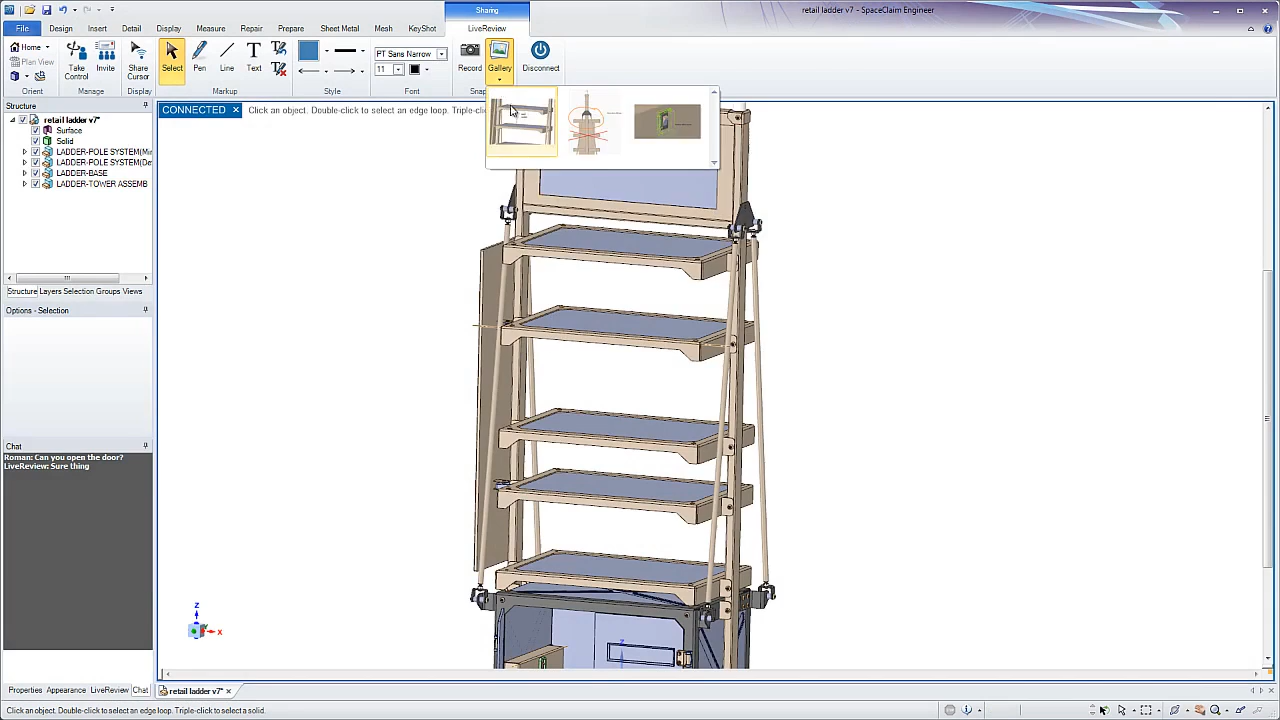 Sharing
retail ladder v7 - SpaceClaim Engineer
File Design Insert Detail Display Measure Repair Prepare Sheet Metal Mesh KeyShot LiveReview
Home
Plan View
Take Control
Invite
Share Cursor
Select
Pen
Line
Text
PT Sans Narrow
11
Record
Gallery
Disconnect
Orient Manage Display Markup Style Font
Structure
retail ladder v7*
Surface
Solid
LADDER-POLE SYSTEM(Mir
LADDER-POLE SYSTEM(De
LADDER-BASE
LADDER-TOWER ASSEMB
Structure Layers Selection Groups Views
Options - Selection
Chat
Roman: Can you open the door?
LiveReview: Sure thing
CONNECTED
Click an object. Double-click to select an edge loop. Triple-cli
Z
X
Properties Appearance LiveReview Chat
retail ladder v7*
Click an object. Double-click to select an edge loop. Triple-click to select a solid.